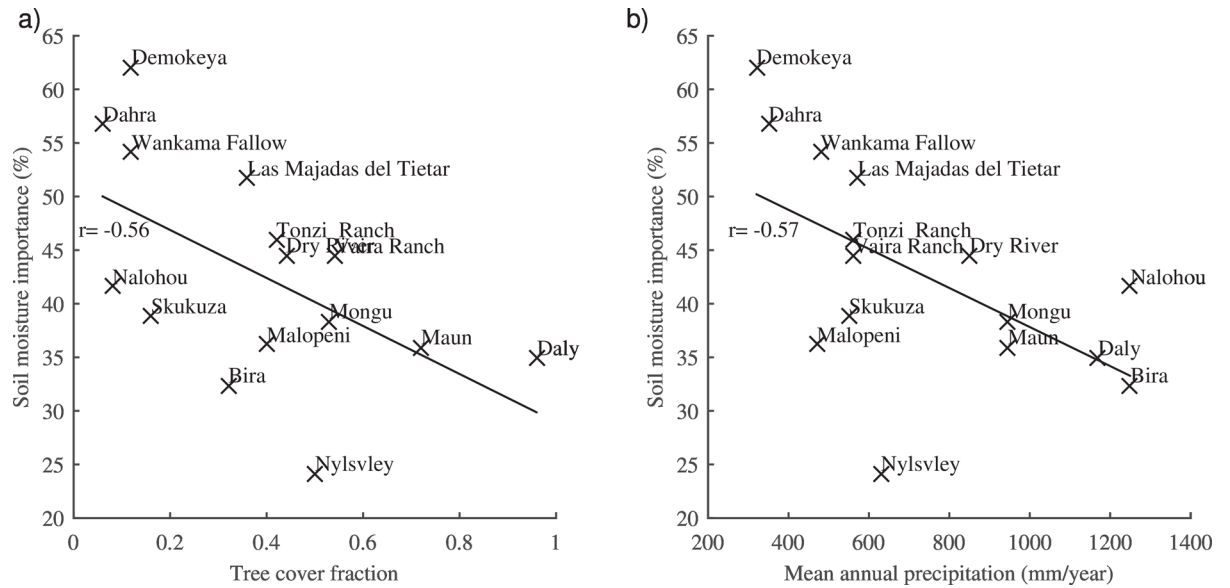 a)
Soil moisture importance (%)
65
60
55
50
45
40
35
30
25
20
Demokeya
Dahra
Wankama Fallow
Las Majadas del Tietar
r= -0.56
Tonzi Ranch
Dry River
Vaira Ranch
Nalohou
Skukuza
Mongu
Malopeni
Maun
Daly
Bira
Nylsvley
0 0.2 0.4 0.6 0.8 1
Tree cover fraction
b)
Soil moisture importance (%)
65
60
55
50
45
40
35
30
25
20
Demokeya
Dahra
Wankama Fallow
Las Majadas del Tietar
r= -0.57
Tonzi Ranch
Vaira Ranch
Dry River
Nalohou
Skukuza
Mongu
Malopeni
Maun
Daly
Bira
Nylsvley
200 400 600 800 1000 1200 1400
Mean annual precipitation (mm/year)